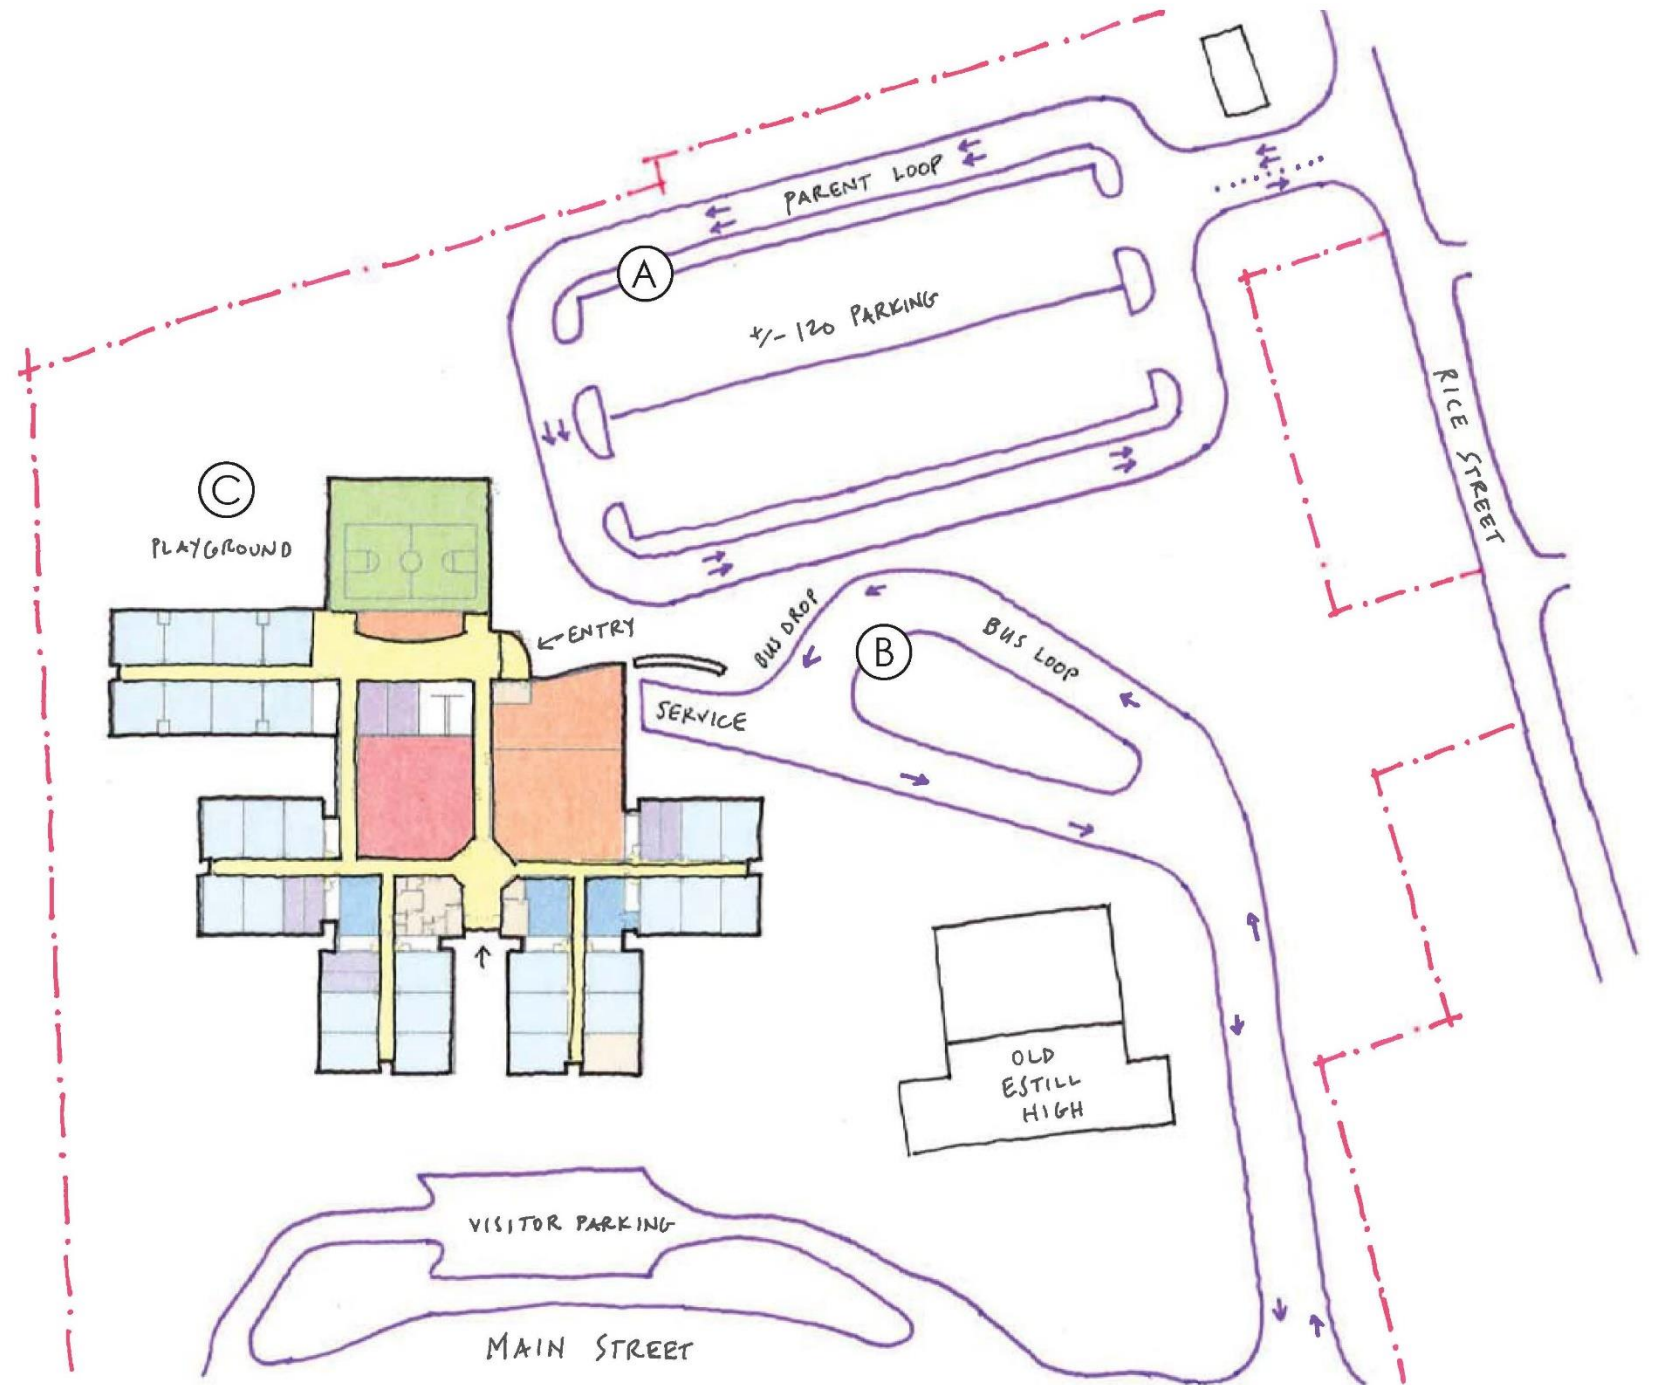 PARENT LOOP
A
+/- 120 PARKING
RICE STREET
C
PLAYGROUND
ENTRY
BUS DROP
B
BUS LOOP
SERVICE
OLD
ESTILL
HIGH
VISITOR PARKING
MAIN STREET